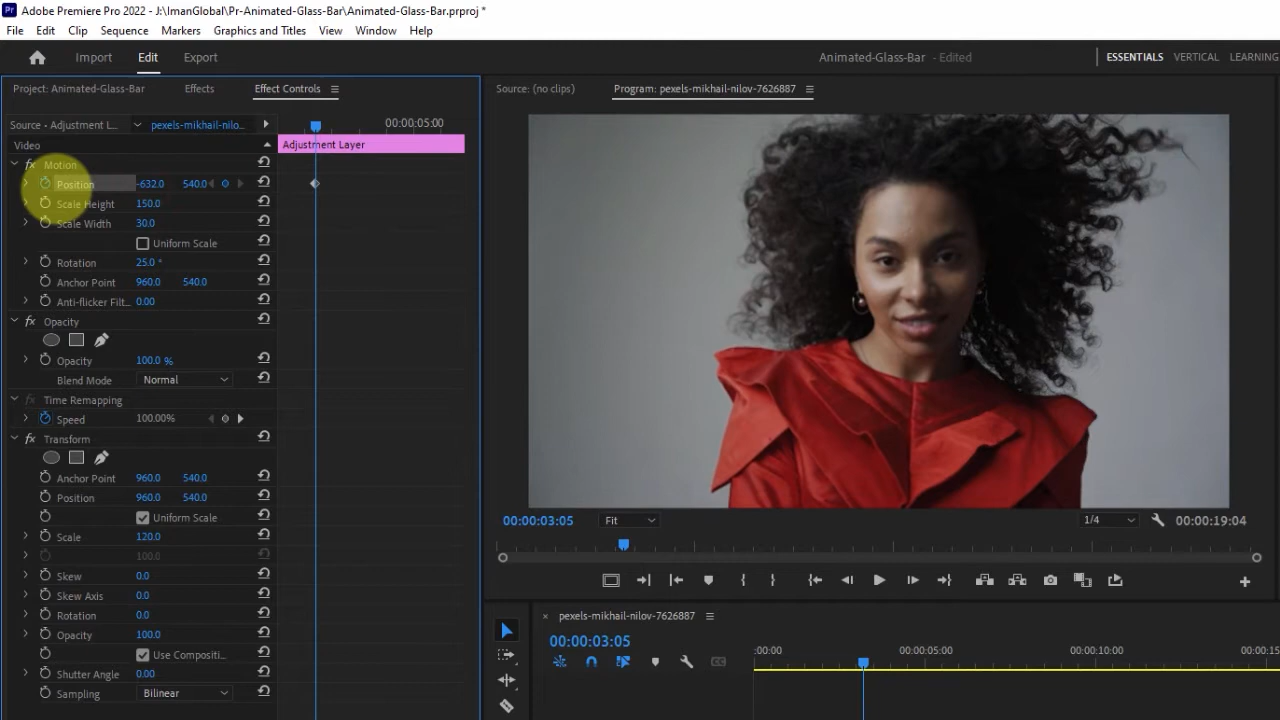 Pr Adobe Premiere Pro 2022 - J:\ImanGlobal\Pr-Animated-Glass-Bar\Animated-Glass-Bar.prproj *
File Edit Clip Sequence Markers Graphics and Titles View Window Help
Import Edit Export Animated-Glass-Bar - Edited ESSENTIALS VERTICAL LEARNING
Project: Animated-Glass-Bar Effects Effect Controls
Source: (no clips) Program: pexels-mikhail-nilov-7626887
Source • Adjustment L... pexels-mikhail-nilo... 00:00:05:00
Video
Adjustment Layer
fx Motion
Position -632.0 540.0
Scale Height 150.0
Scale Width 30.0
Uniform Scale
Rotation 25.0 °
Anchor Point 960.0 540.0
Anti-flicker Filt... 0.00
fx Opacity
Opacity 100.0 %
Blend Mode Normal
fx Time Remapping
Speed 100.00%
fx Transform
Anchor Point 960.0 540.0
Position 960.0 540.0
Uniform Scale
Scale 120.0
100.0
Skew 0.0
Skew Axis 0.0
Rotation 0.0
Opacity 100.0
Use Compositi...
Shutter Angle 0.00
Sampling Bilinear
00:00:03:05 Fit 1/4 00:00:19:04
× pexels-mikhail-nilov-7626887
00:00:03:05
:00:00 00:00:05:00 00:00:10:00 00:00:15